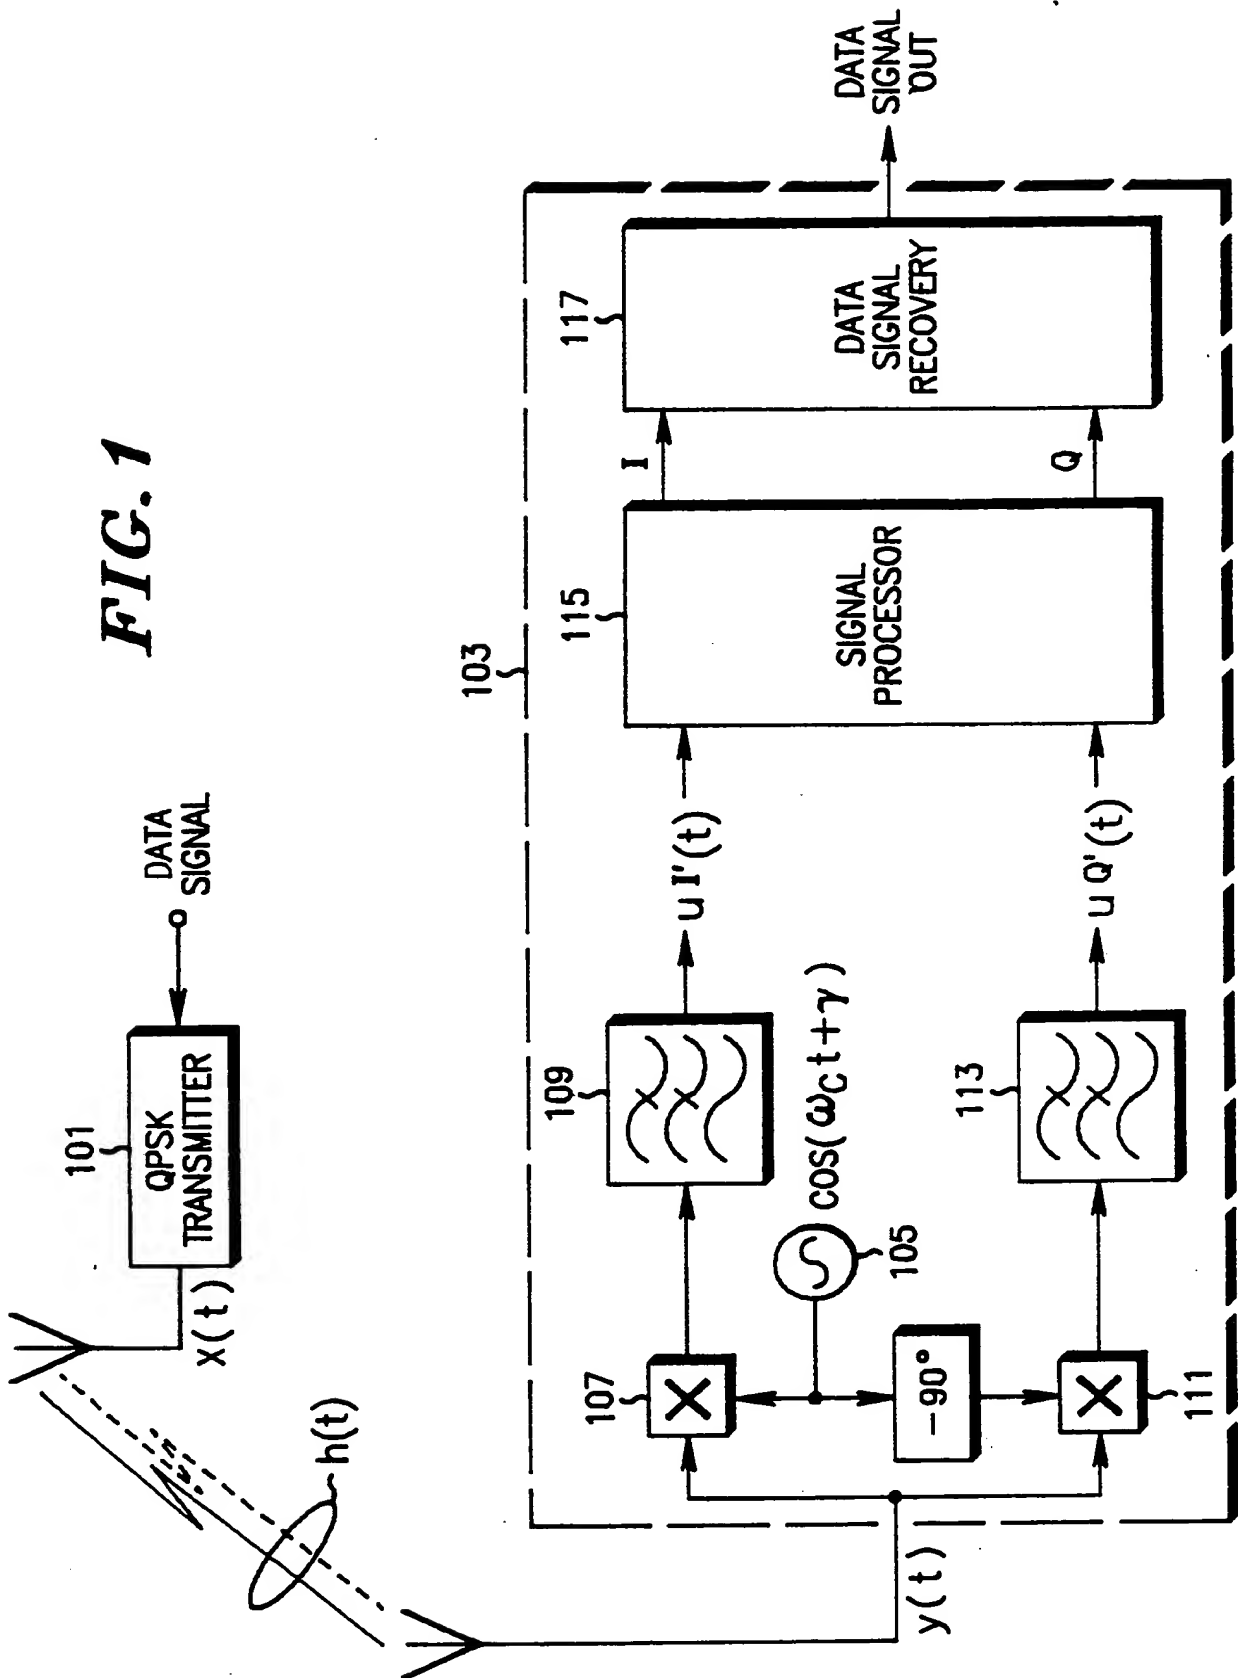 FIG.1
101
QPSK
TRANSMITTER
DATA
SIGNAL
X(t)
h(t)
y(t)
103
107
109
u I'(t)
115
SIGNAL
PROCESSOR
I
Q
117
DATA
SIGNAL
RECOVERY
DATA
SIGNAL
OUT
COS(ωCt+γ)
105
-90°
111
113
u Q'(t)